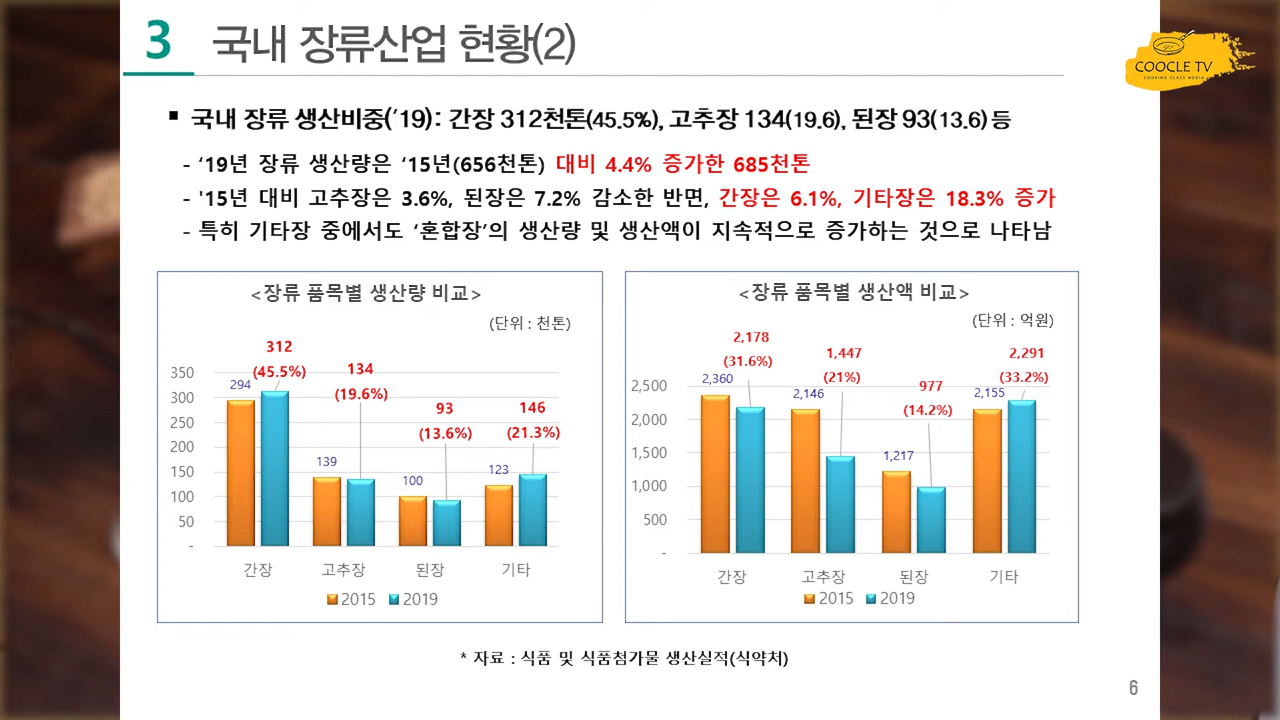 3 국내 장류산업 현황(2)
COOCLE TV
COOKING CLASS MEDIA
▪ 국내 장류 생산비중('19) : 간장 312천톤(45.5%), 고추장 134(19.6), 된장 93(13.6) 등
- ‘19년 장류 생산량은 ‘15년(656천톤) 대비 4.4% 증가한 685천톤
- '15년 대비 고추장은 3.6%, 된장은 7.2% 감소한 반면, 간장은 6.1%, 기타장은 18.3% 증가
- 특히 기타장 중에서도 ‘혼합장’의 생산량 및 생산액이 지속적으로 증가하는 것으로 나타남
<장류 품목별 생산량 비교>
(단위 : 천톤)
350
300
250
200
150
100
50
-
294
312
(45.5%)
139
134
(19.6%)
100
93
(13.6%)
123
146
(21.3%)
간장 고추장 된장 기타
2015 2019
<장류 품목별 생산액 비교>
(단위 : 억원)
2,500
2,000
1,500
1,000
500
-
2,360
2,178
(31.6%)
2,146
1,447
(21%)
1,217
977
(14.2%)
2,155
2,291
(33.2%)
간장 고추장 된장 기타
2015 2019
* 자료 : 식품 및 식품첨가물 생산실적(식약처)
6